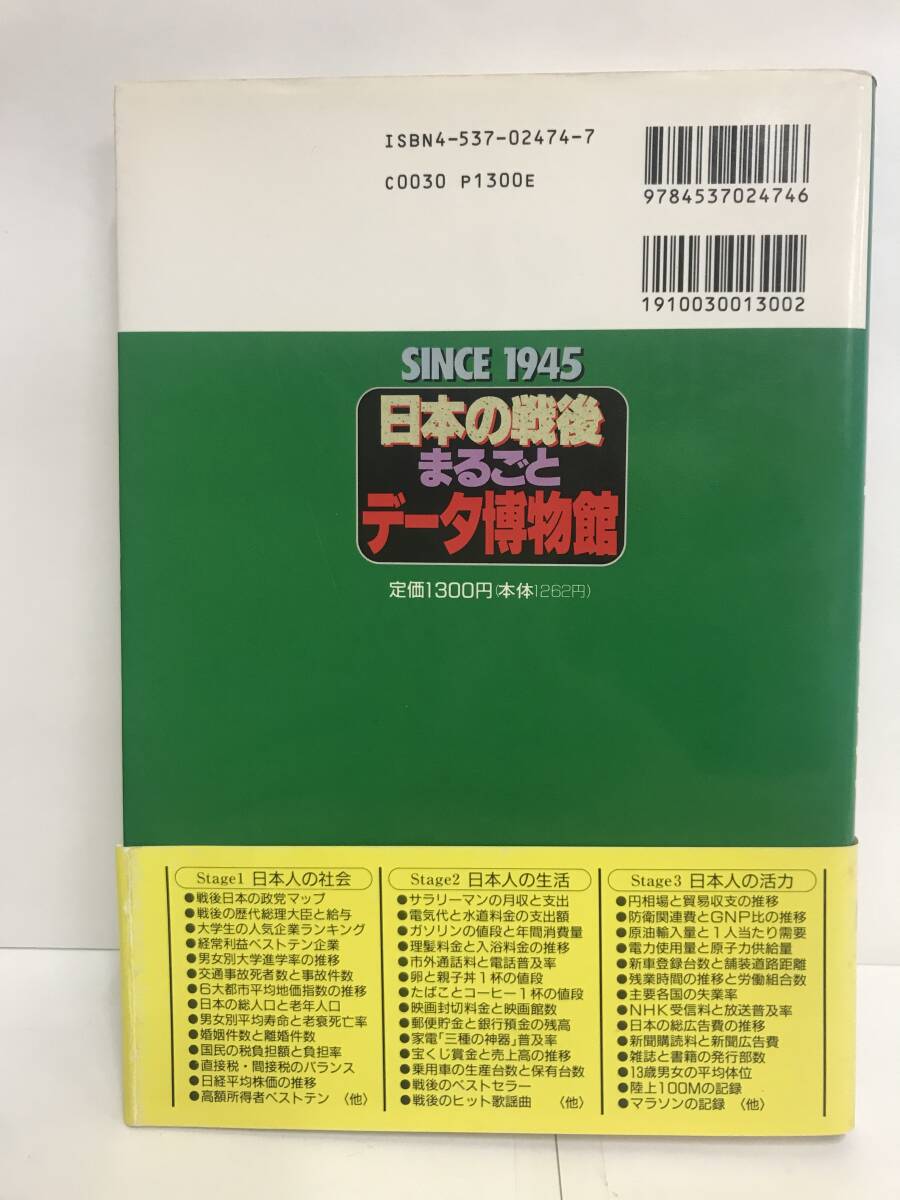 ISBN4-537-02474-7
C0030 P1300E
9784537024746
1910030013002
SINCE 1945
日本の戦後
まるごと
データ博物館
定価1300円(本体1262円)
Stage1 日本人の社会
●戦後日本の政党マップ
●戦後の歴代総理大臣と給与
●大学生の人気企業ランキング
●経常利益ベストテン企業
●男女別大学進学率の推移
●交通事故死者数と事故件数
●6大都市平均地価指数の推移
●日本の総人口と老年人口
●男女別平均寿命と老衰死亡率
●婚姻件数と離婚件数
●国民の税負担額と負担率
●直接税・間接税のバランス
●日経平均株価の推移
●高額所得者ベストテン 〈他〉
Stage2 日本人の生活
●サラリーマンの月収と支出
●電気代と水道料金の支出額
●ガソリンの値段と年間消費量
●理髪料金と入浴料金の推移
●市外通話料と電話普及率
●卵と親子丼1杯の値段
●たばことコーヒー1杯の値段
●映画封切料金と映画館数
●郵便貯金と銀行預金の残高
●家電「三種の神器」普及率
●宝くじ賞金と売上高の推移
●乗用車の生産台数と保有台数
●戦後のベストセラー
●戦後のヒット歌謡曲 〈他〉
Stage3 日本人の活力
●円相場と貿易収支の推移
●防衛関連費とGNP比の推移
●原油輸入量と1人当たり需要
●電力使用量と原子力供給量
●新車登録台数と舗装道路距離
●残業時間の推移と労働組合数
●主要各国の失業率
●NHK受信料と放送普及率
●日本の総広告費の推移
●新聞購読料と新聞広告費
●雑誌と書籍の発行部数
●13歳男女の平均体位
●陸上100Mの記録
●マラソンの記録 〈他〉